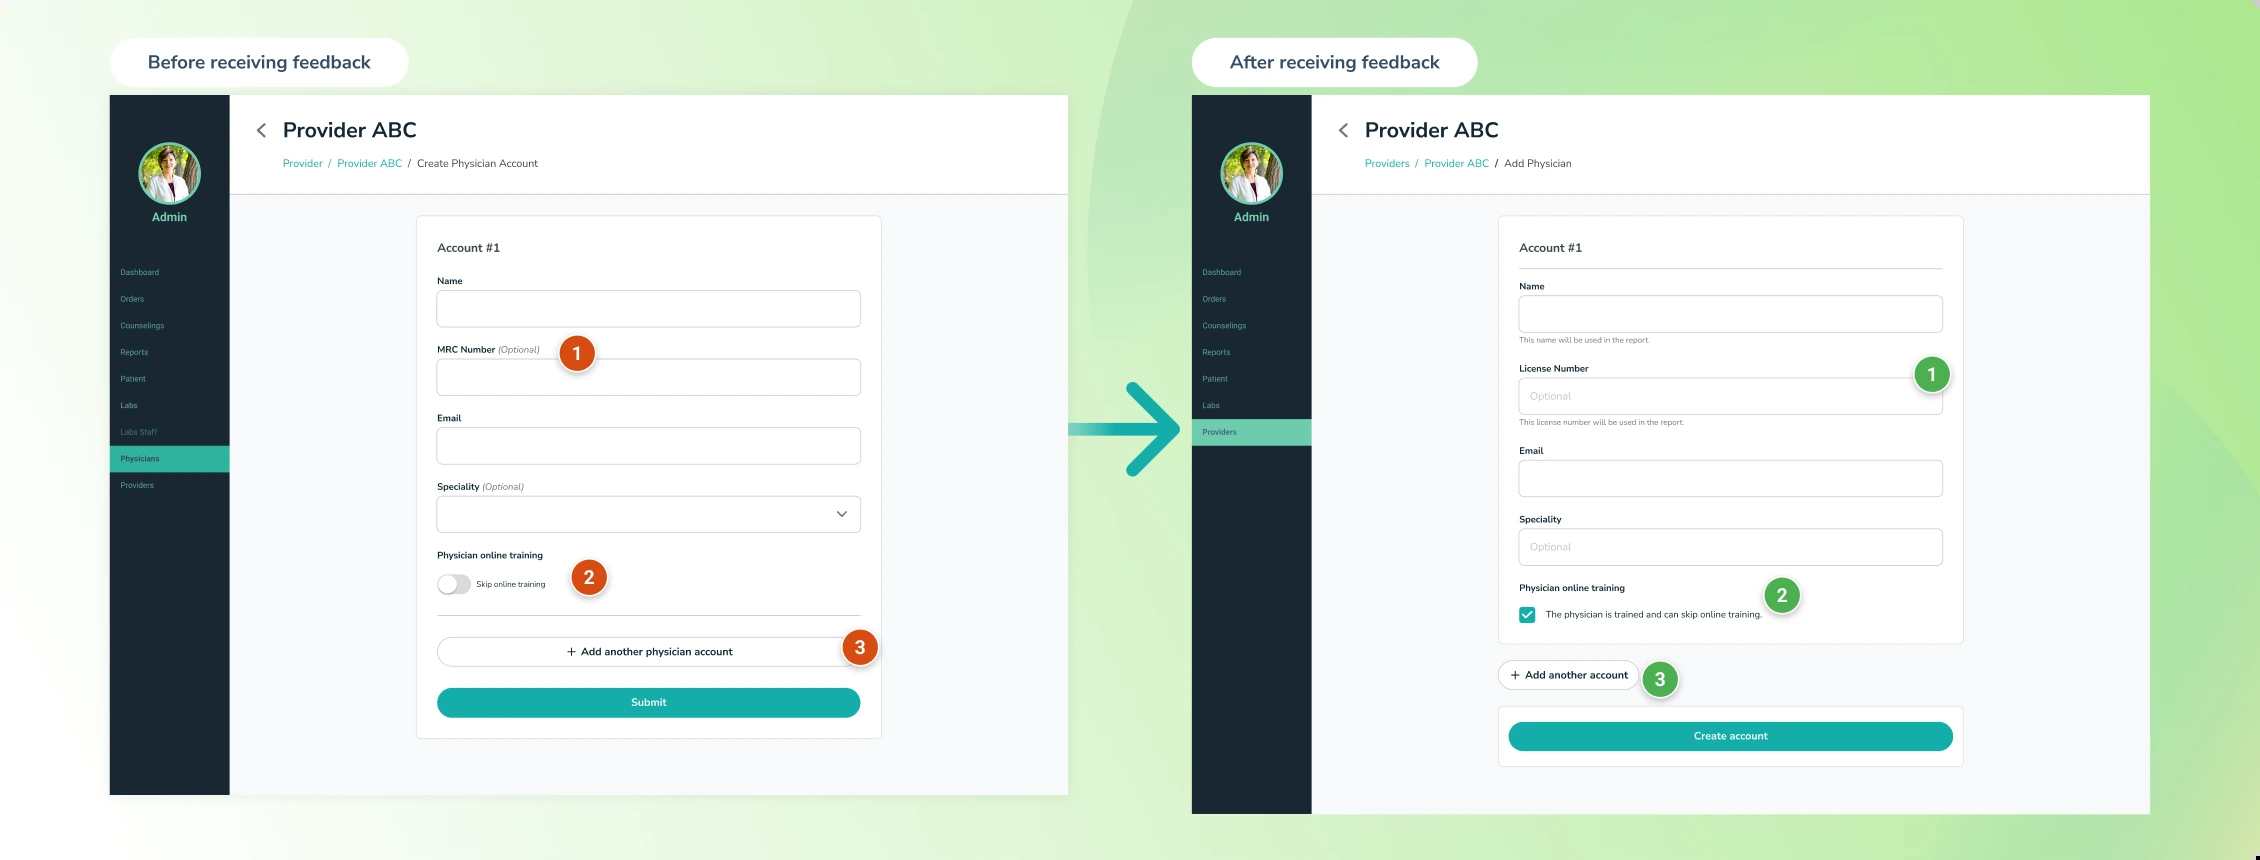 Before receiving feedback
Admin
Dashboard
Orders
Counselings
Reports
Patient
Labs
Labs Staff
Physicians
Providers
Provider ABC
Provider / Provider ABC / Create Physician Account
Account #1
Name
MRC Number (Optional)
1
Email
Speciality (Optional)
Physician online training
Skip online training
2
+ Add another physician account
3
Submit
After receiving feedback
Admin
Dashboard
Orders
Counselings
Reports
Patient
Labs
Providers
Provider ABC
Providers / Provider ABC / Add Physician
Account #1
Name
This name will be used in the report.
License Number
1
Optional
This license number will be used in the report.
Email
Speciality
Optional
Physician online training
2
The physician is trained and can skip online training.
+ Add another account
3
Create account